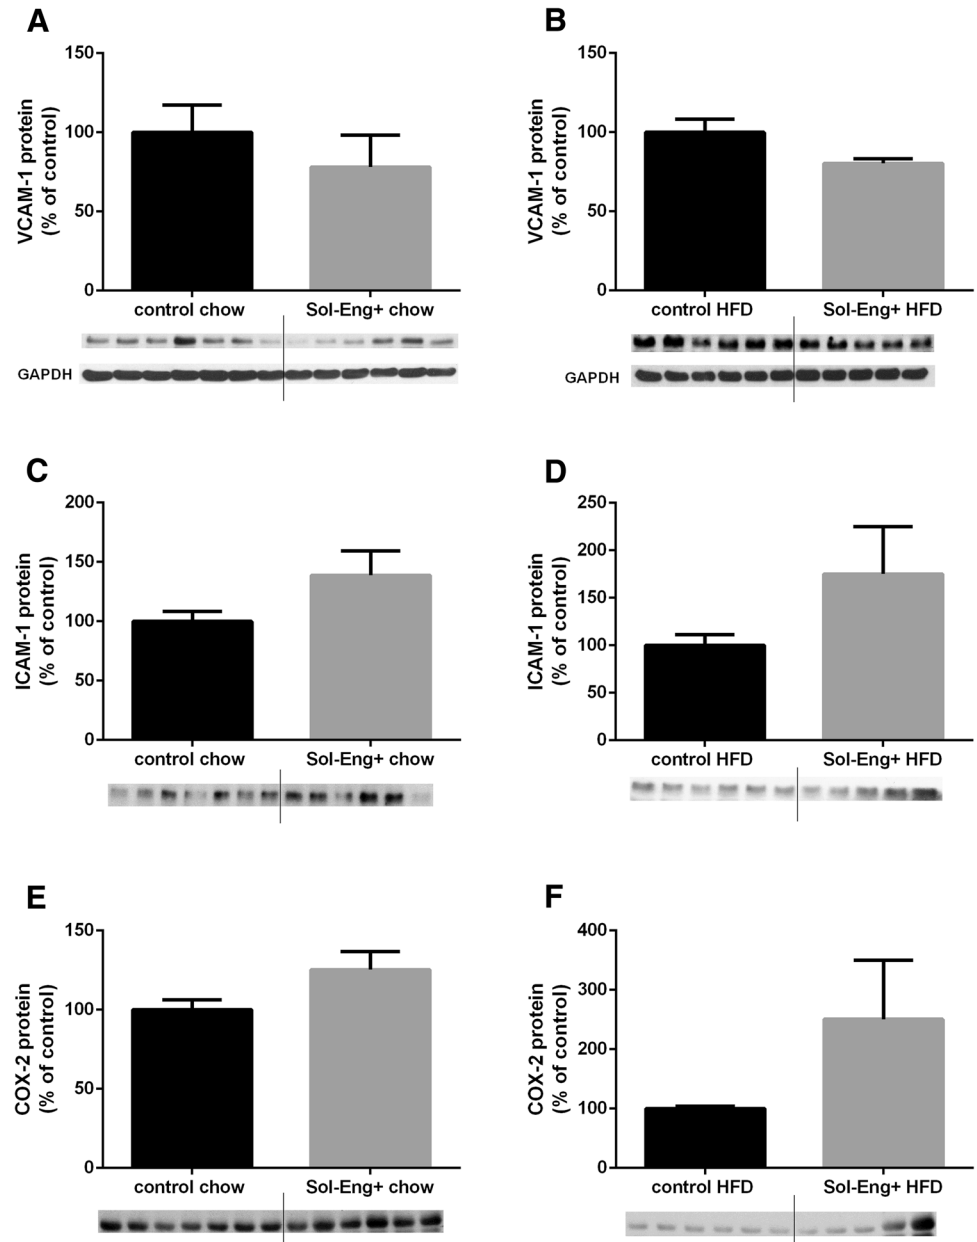 A
VCAM-1 protein
(% of control)
150
100
50
0
control chow Sol-Eng+ chow
GAPDH
B
VCAM-1 protein
(% of control)
150
100
50
0
control HFD Sol-Eng+ HFD
GAPDH
C
ICAM-1 protein
(% of control)
200
150
100
50
0
control chow Sol-Eng+ chow
D
ICAM-1 protein
(% of control)
250
200
150
100
50
0
control HFD Sol-Eng+ HFD
E
COX-2 protein
(% of control)
150
100
50
0
control chow Sol-Eng+ chow
F
COX-2 protein
(% of control)
400
300
200
100
0
control HFD Sol-Eng+ HFD